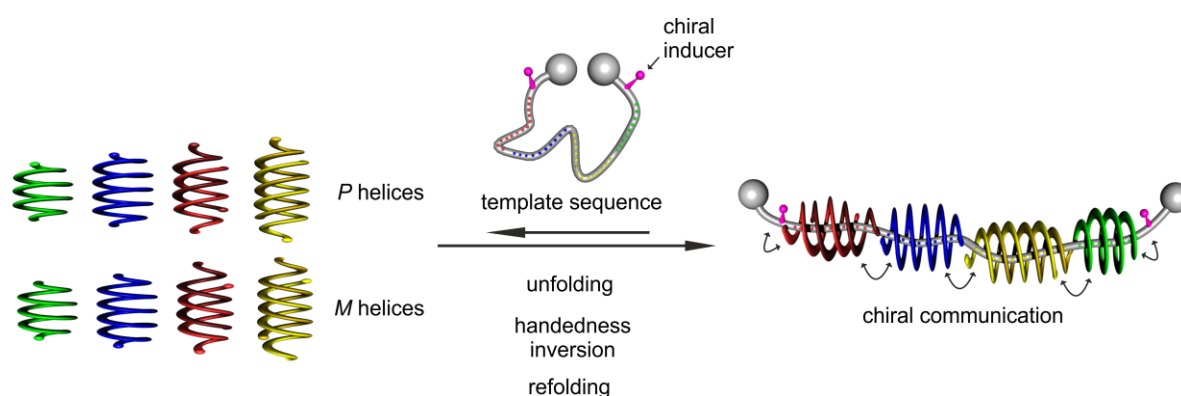 chiral
inducer
P helices
template sequence
M helices
unfolding
handedness
inversion
refolding
chiral communication